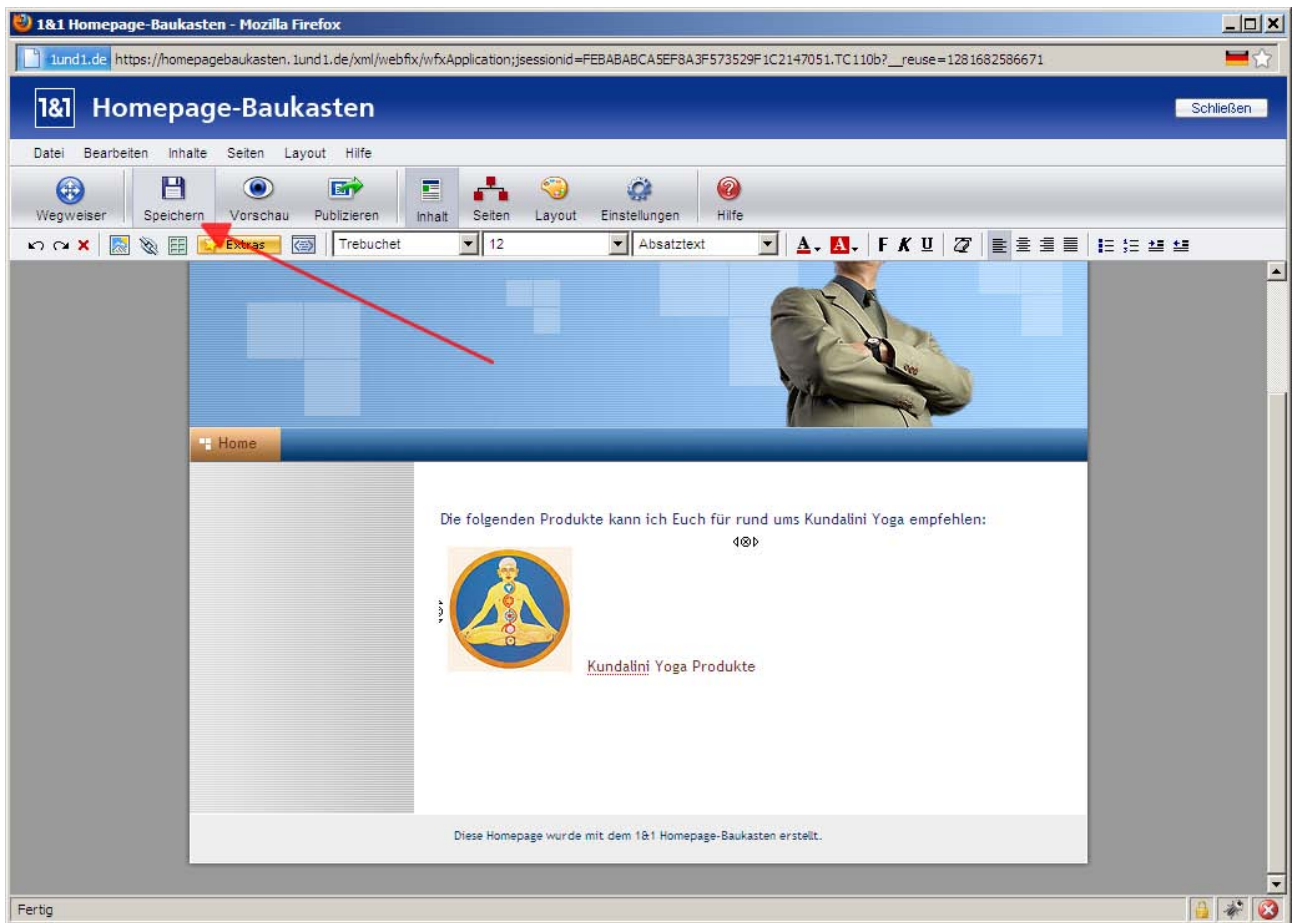 1&1 Homepage-Baukasten - Mozilla Firefox
1und1.de https://homepagebaukasten.1und1.de/xml/webfix/wfxApplication;jsessionid=FEBABABCA5EF8A3F573529F1C2147051.TC110b?__reuse=1281682586671
1&1 Homepage-Baukasten
Schließen
Datei Bearbeiten Inhalte Seiten Layout Hilfe
Wegweiser Speichern Vorschau Publizieren Inhalt Seiten Layout Einstellungen Hilfe
Extras Trebuchet 12 Absatztext A A F K U
Home
Die folgenden Produkte kann ich Euch für rund ums Kundalini Yoga empfehlen:
Kundalini Yoga Produkte
Diese Homepage wurde mit dem 1&1 Homepage-Baukasten erstellt.
Fertig